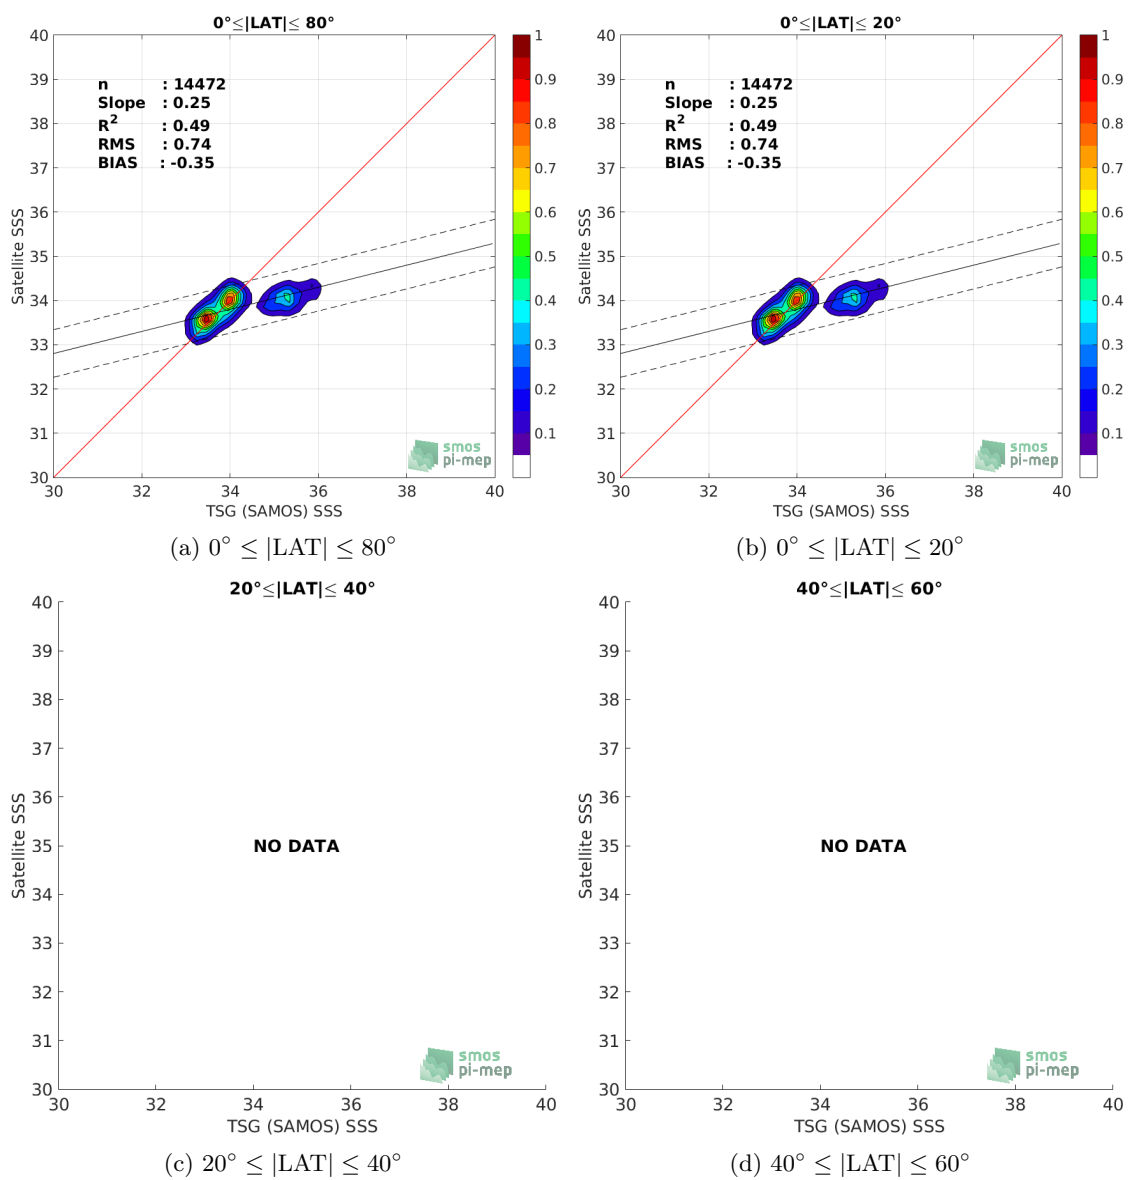 0°≤|LAT|≤ 80°
40
39
38
37
36
35
34
33
32
31
30
n : 14472
Slope : 0.25
R² : 0.49
RMS : 0.74
BIAS : -0.35
1
0.9
0.8
0.7
0.6
0.5
0.4
0.3
0.2
0.1
Satellite SSS
smos
pi-mep
30 32 34 36 38 40
TSG (SAMOS) SSS
(a) 0° ≤ |LAT| ≤ 80°
0°≤|LAT|≤ 20°
40
39
38
37
36
35
34
33
32
31
30
n : 14472
Slope : 0.25
R² : 0.49
RMS : 0.74
BIAS : -0.35
1
0.9
0.8
0.7
0.6
0.5
0.4
0.3
0.2
0.1
Satellite SSS
smos
pi-mep
30 32 34 36 38 40
TSG (SAMOS) SSS
(b) 0° ≤ |LAT| ≤ 20°
20°≤|LAT|≤ 40°
40
39
38
37
36
35
34
33
32
31
30
Satellite SSS
NO DATA
smos
pi-mep
30 32 34 36 38 40
TSG (SAMOS) SSS
(c) 20° ≤ |LAT| ≤ 40°
40°≤|LAT|≤ 60°
40
39
38
37
36
35
34
33
32
31
30
Satellite SSS
NO DATA
smos
pi-mep
30 32 34 36 38 40
TSG (SAMOS) SSS
(d) 40° ≤ |LAT| ≤ 60°